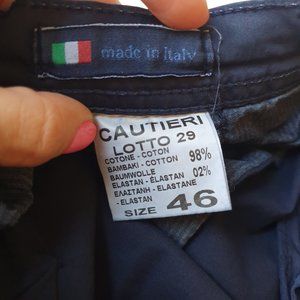 made in Italy
CAUTIERI
LOTTO 29
COTONE - COTON
BAMBAKI - COTTON 98%
BAUMWOLLE
ELASTAN - ÉLASTAN 02%
ΕΛΑΣΤΑΝΗ - ELASTANE
- ELASTAN
SIZE 46